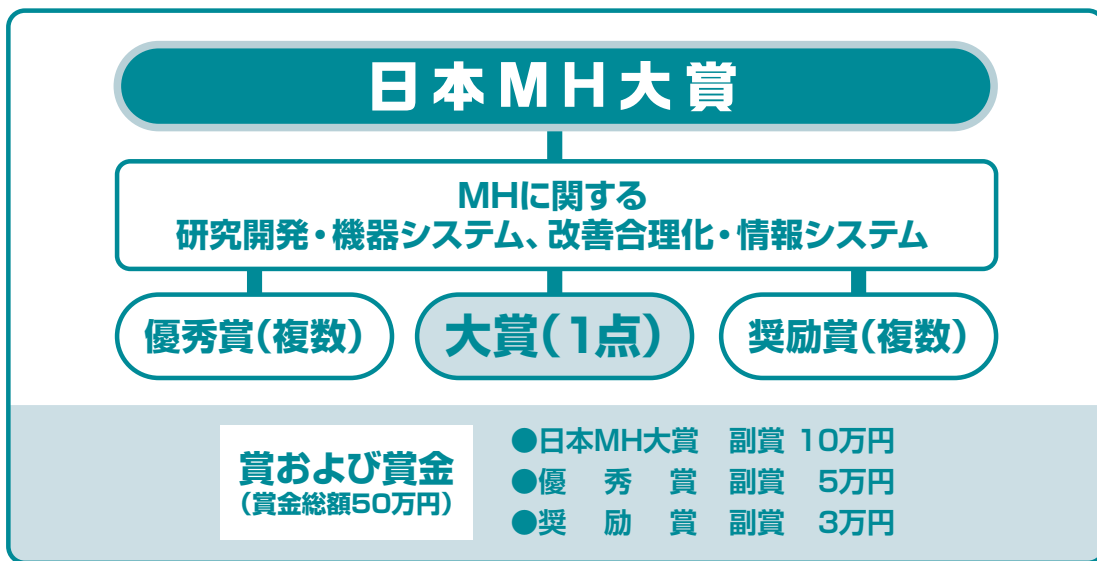 日本MH大賞
MHに関する
研究開発・機器システム、改善合理化・情報システム
優秀賞(複数)
大賞(1点)
奨励賞(複数)
賞および賞金
(賞金総額50万円)
●日本MH大賞 副賞 10万円
●優秀賞 副賞 5万円
●奨励賞 副賞 3万円